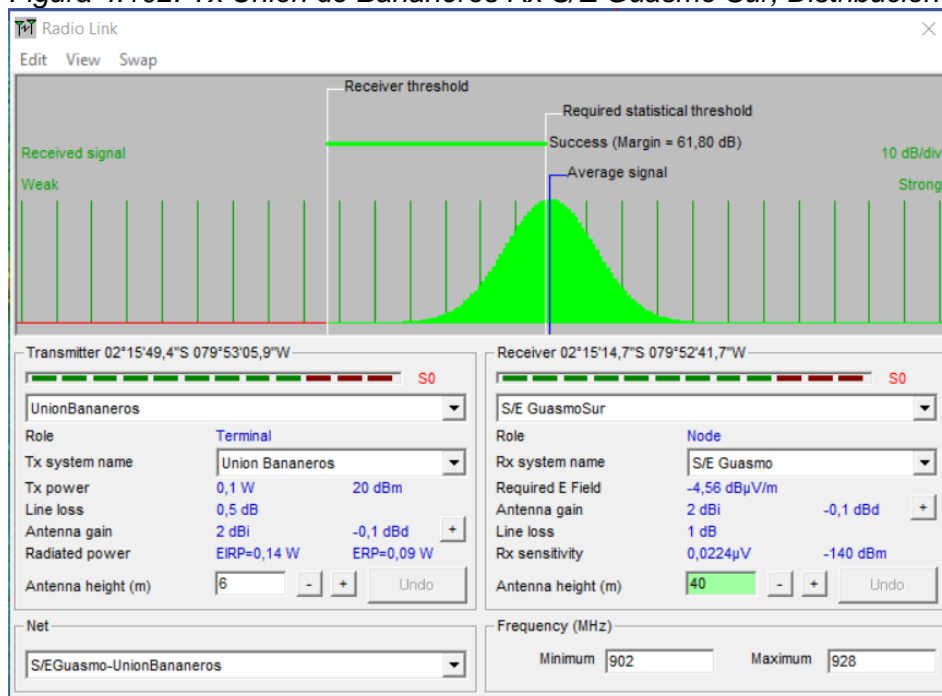 Figura 4.102. Tx Unión de Bananeros Rx S/E Guasmo Sur, Distribución
Radio Link
Edit View Swap
Receiver threshold
Required statistical threshold
Success (Margin = 61,80 dB)
Received signal 10 dB/div
Average signal
Weak Strong
Transmitter 02°15'49,4"S 079°53'05,9"W
S0
UnionBananeros
Role Terminal
Tx system name Union Bananeros
Tx power 0,1 W 20 dBm
Line loss 0,5 dB
Antenna gain 2 dBi -0,1 dBd +
Radiated power EIRP=0,14 W ERP=0,09 W
Antenna height (m) 6 - + Undo
Net
S/EGuasmo-UnionBananeros
Receiver 02°15'14,7"S 079°52'41,7"W
S0
S/E GuasmoSur
Role Node
Rx system name S/E Guasmo
Required E Field -4,56 dBµV/m
Antenna gain 2 dBi -0,1 dBd +
Line loss 1 dB
Rx sensitivity 0,0224µV -140 dBm
Antenna height (m) 40 - + Undo
Frequency (MHz)
Minimum 902 Maximum 928